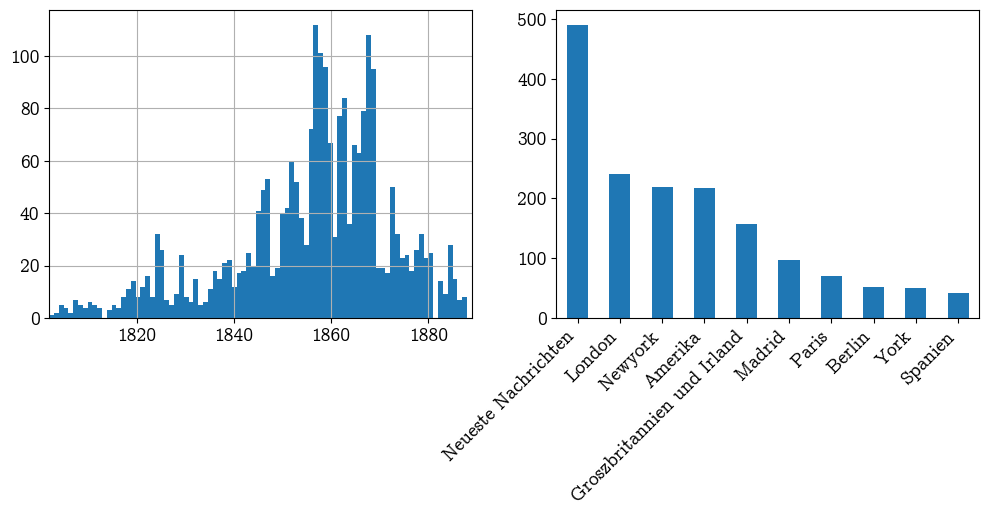 100
80
60
40
20
0
1820 1840 1860 1880
500
400
300
200
100
0
Neueste Nachrichten
London
Newyork
Amerika
Groszbritannien und Irland
Madrid
Paris
Berlin
York
Spanien